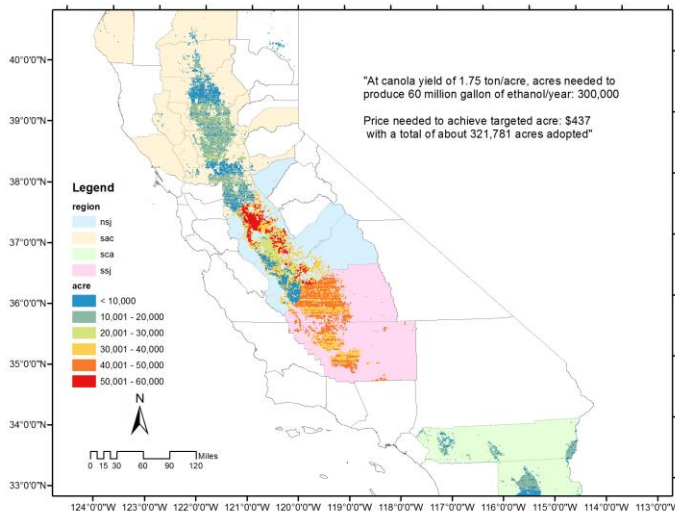 40°0'0"N
39°0'0"N
38°0'0"N
37°0'0"N
36°0'0"N
35°0'0"N
34°0'0"N
33°0'0"N
"At canola yield of 1.75 ton/acre, acres needed to
produce 60 million gallon of ethanol/year: 300,000
Price needed to achieve targeted acre: $437
with a total of about 321,781 acres adopted"
Legend
region
nsj
sac
sca
ssj
acre
< 10,000
10,001 - 20,000
20,001 - 30,000
30,001 - 40,000
40,001 - 50,000
50,001 - 60,000
N
Miles
0 15 30 60 90 120
124°0'0"W 123°0'0"W 122°0'0"W 121°0'0"W 120°0'0"W 119°0'0"W 118°0'0"W 117°0'0"W 116°0'0"W 115°0'0"W 114°0'0"W 113°0'0"W